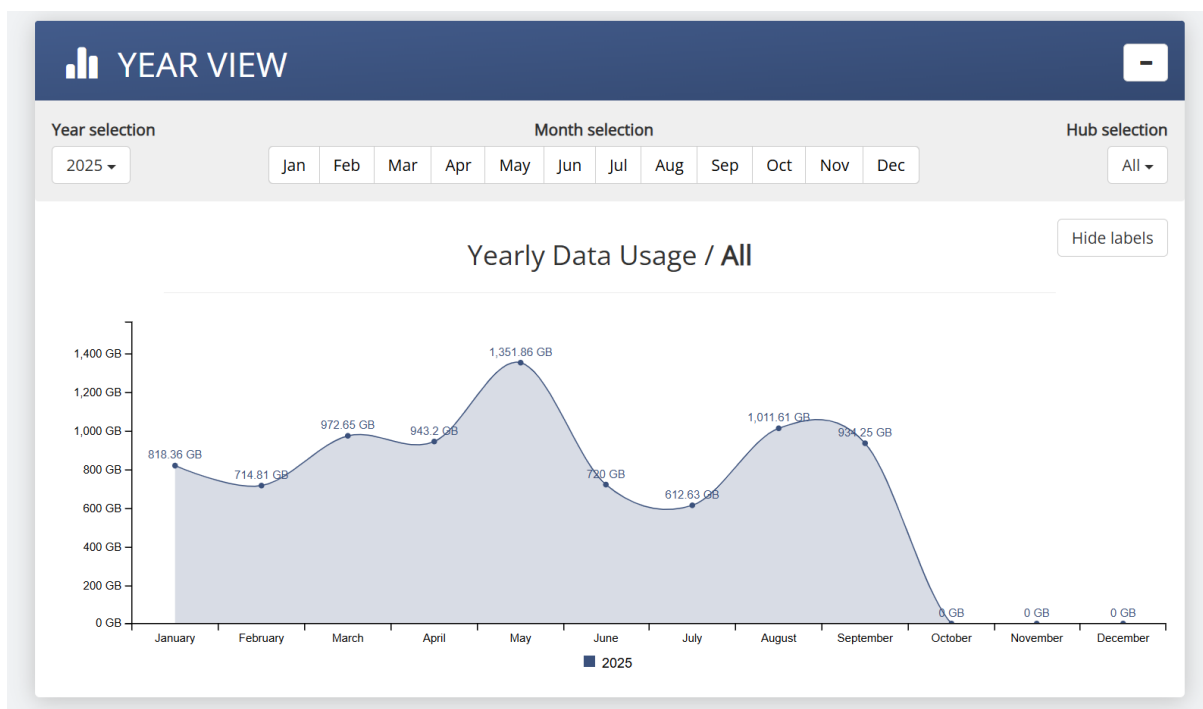 YEAR VIEW
-
Year selection
Month selection
Hub selection
2025
Jan Feb Mar Apr May Jun Jul Aug Sep Oct Nov Dec
All
Hide labels
Yearly Data Usage / All
1,400 GB
1,200 GB
1,000 GB
800 GB
600 GB
400 GB
200 GB
0 GB
818.36 GB
714.81 GB
972.65 GB
943.2 GB
1,351.86 GB
720 GB
612.63 GB
1,011.61 GB
934.25 GB
0 GB
0 GB
0 GB
January February March April May June July August September October November December
2025